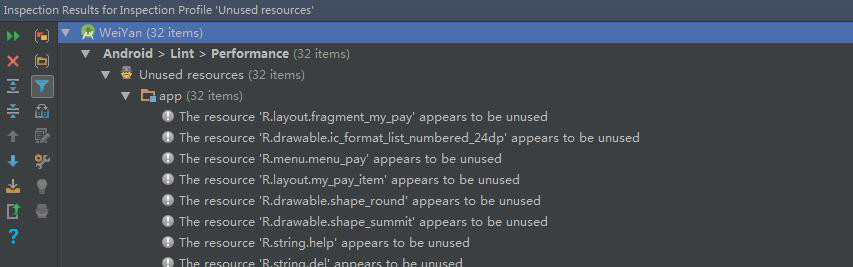 Inspection Results for Inspection Profile 'Unused resources'
WeiYan (32 items)
Android > Lint > Performance (32 items)
Unused resources (32 items)
app (32 items)
The resource 'R.layout.fragment_my_pay' appears to be unused
The resource 'R.drawable.ic_format_list_numbered_24dp' appears to be unused
The resource 'R.menu.menu_pay' appears to be unused
The resource 'R.layout.my_pay_item' appears to be unused
The resource 'R.drawable.shape_round' appears to be unused
The resource 'R.drawable.shape_summit' appears to be unused
The resource 'R.string.help' appears to be unused
The resource 'R.string.del' appears to be unused